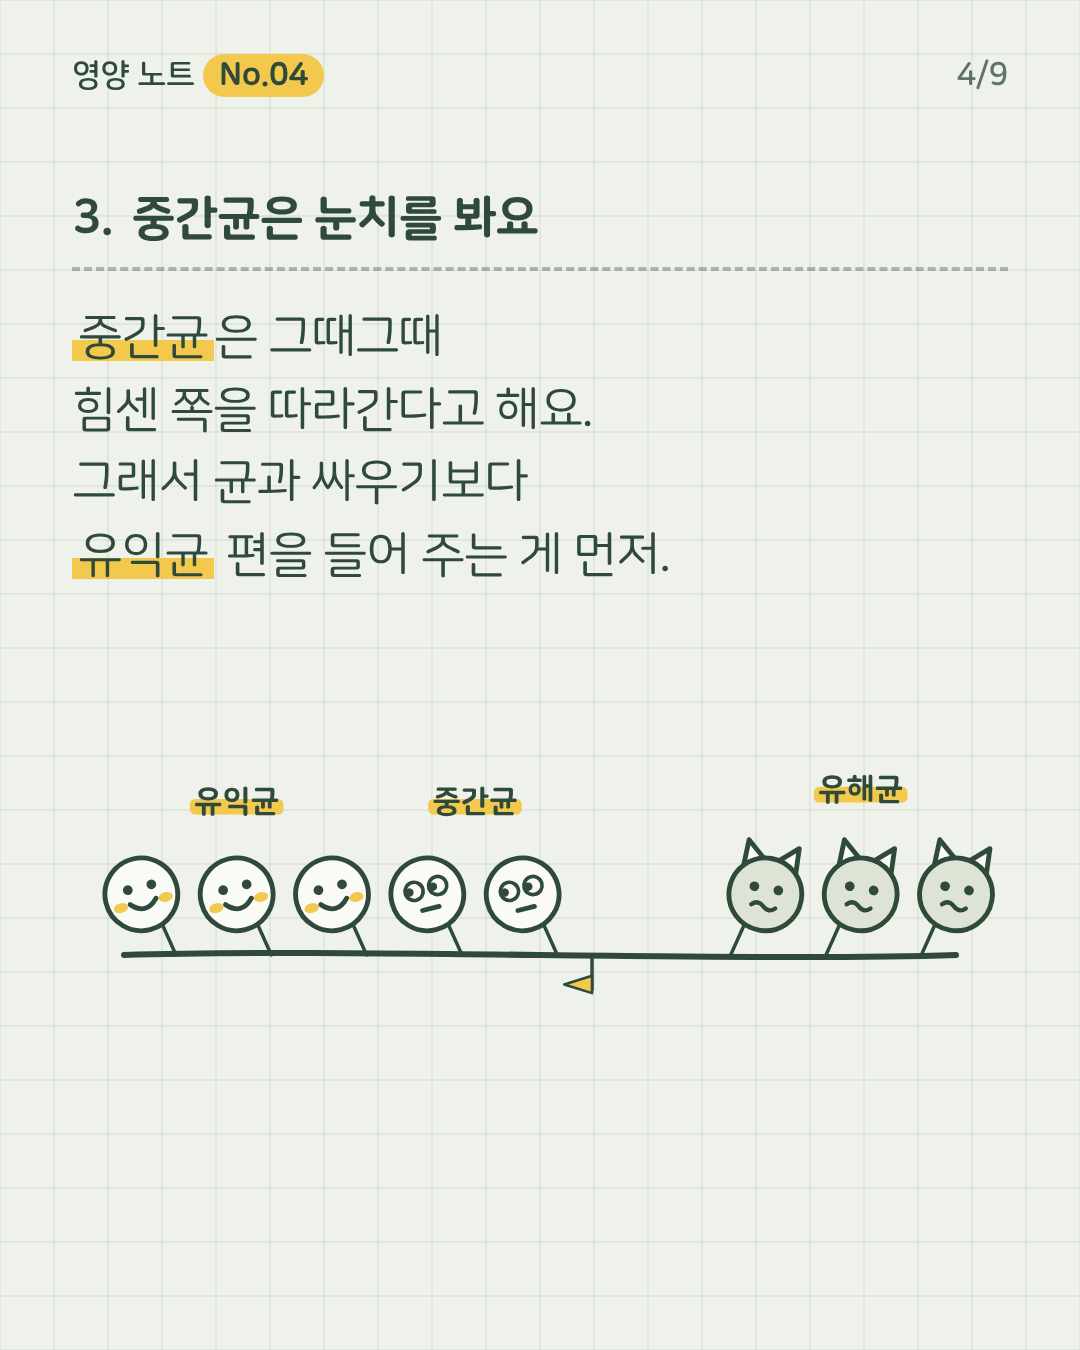 영양 노트 No.04
4/9
3. 중간균은 눈치를 봐요
중간균은 그때그때
힘센 쪽을 따라간다고 해요.
그래서 균과 싸우기보다
유익균 편을 들어 주는 게 먼저.
유익균
중간균
유해균